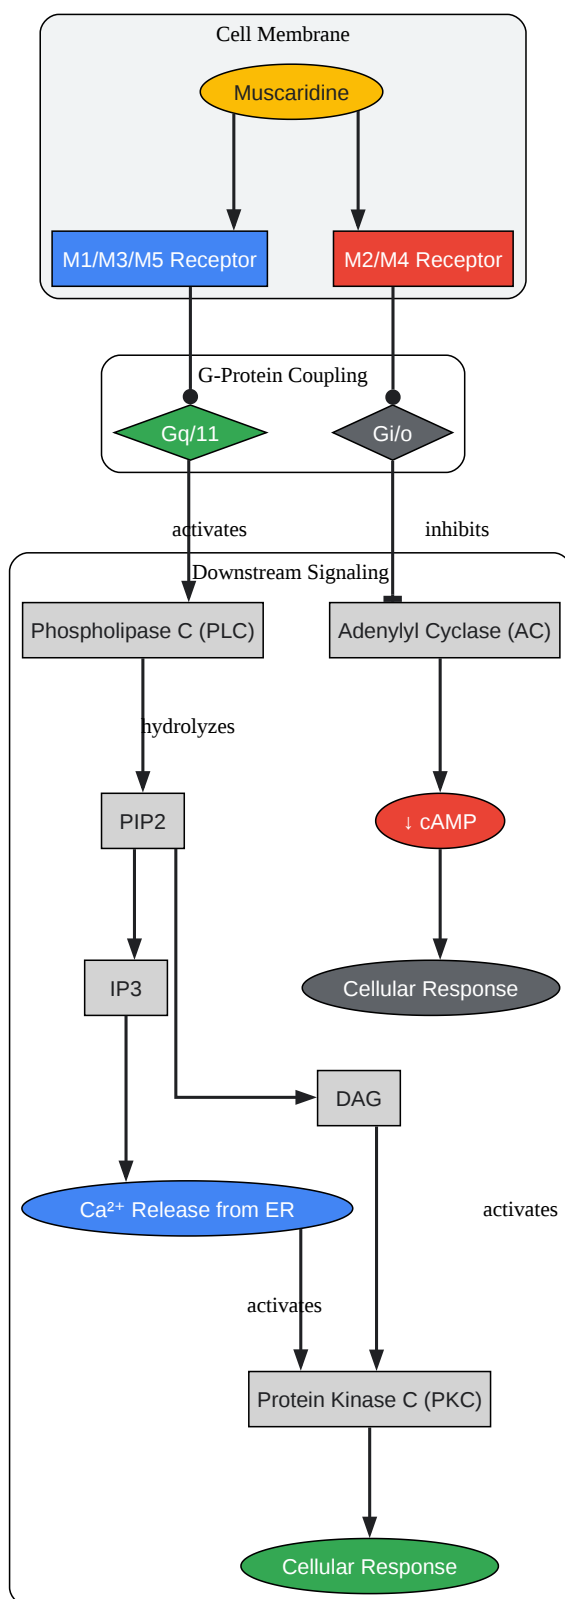 Cell Membrane
Muscaridine
M1/M3/M5 Receptor
M2/M4 Receptor
G-Protein Coupling
Gq/11
Gi/o
activates
inhibits
Downstream Signaling
Phospholipase C (PLC)
Adenylyl Cyclase (AC)
hydrolyzes
PIP2
↓ cAMP
IP3
Cellular Response
DAG
Ca²⁺ Release from ER
activates
activates
Protein Kinase C (PKC)
Cellular Response